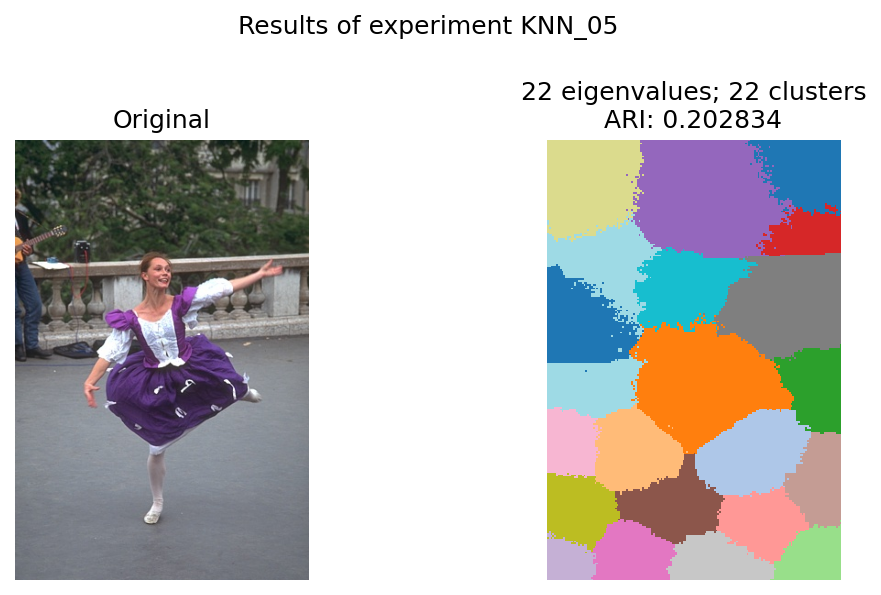 Results of experiment KNN_05
Original
22 eigenvalues; 22 clusters
ARI: 0.202834